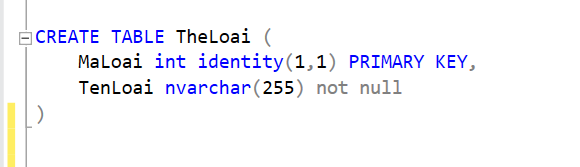 CREATE TABLE TheLoai (
MaLoai int identity(1,1) PRIMARY KEY,
TenLoai nvarchar(255) not null
)